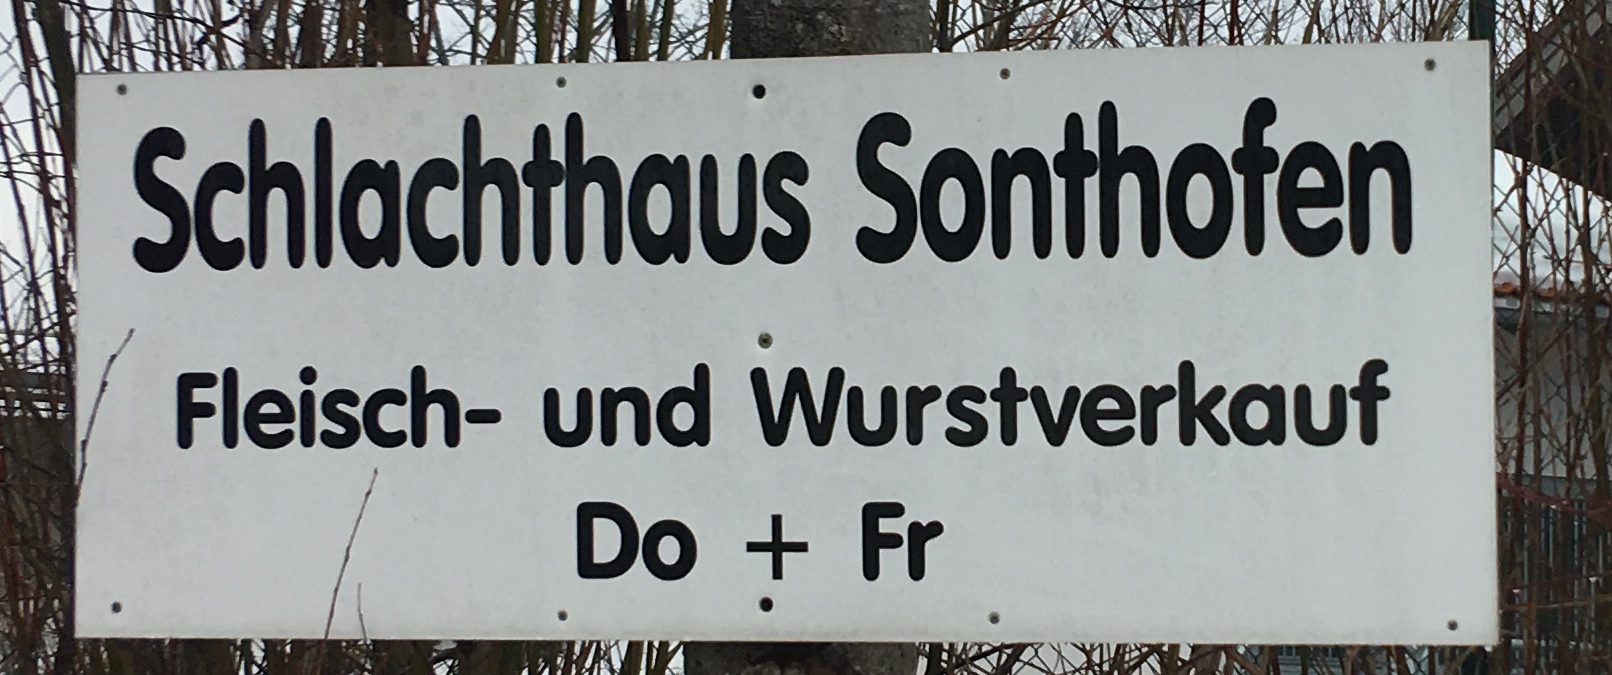 Schlachthaus Sonthofen
Fleisch- und Wurstverkauf
Do + Fr